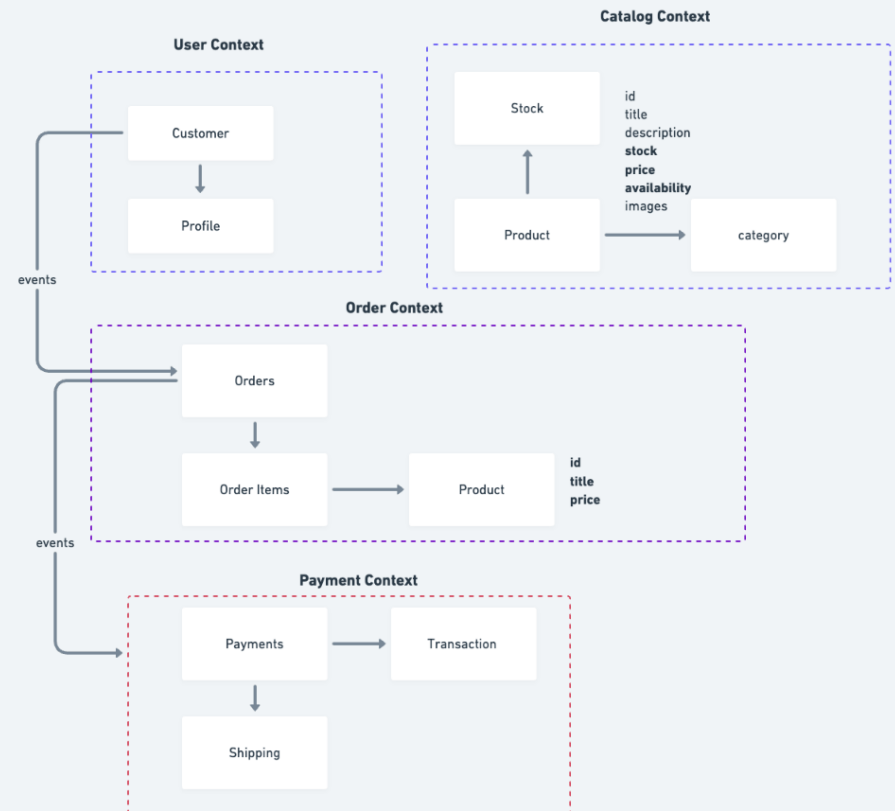 User Context
Customer
Profile
Catalog Context
Stock
id
title
description
stock
price
availability
images
Product
category
events
Order Context
Orders
Order Items
Product
id
title
price
events
Payment Context
Payments
Transaction
Shipping